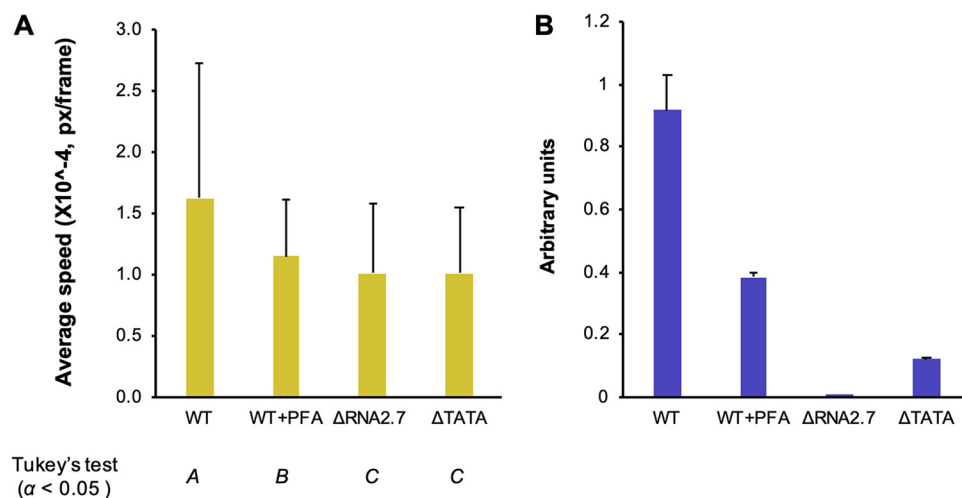 A
Average speed (X10^-4, px/frame)
3.0
2.5
2.0
1.5
1.0
0.5
0.0
WT WT+PFA ΔRNA2.7 ΔTATA
Tukey's test
(α < 0.05 ) A B C C
B
Arbitrary units
1.2
1
0.8
0.6
0.4
0.2
0
WT WT+PFA ΔRNA2.7 ΔTATA